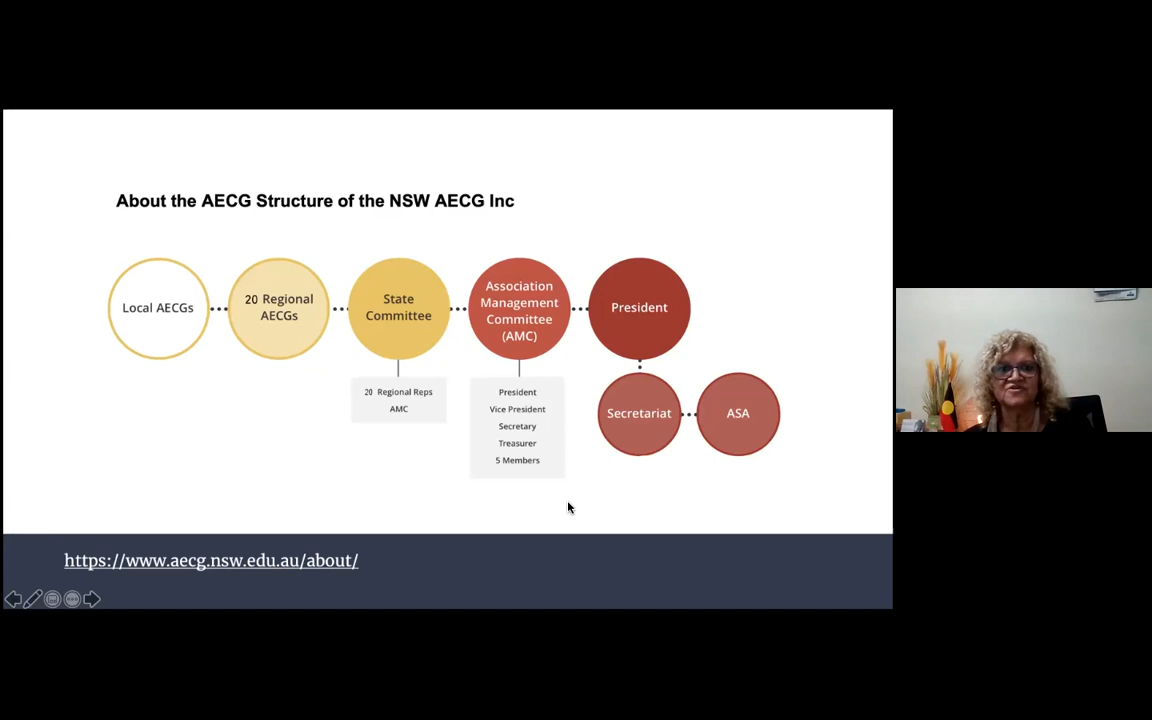 About the AECG Structure of the NSW AECG Inc
Local AECGs
20 Regional
AECGs
State
Committee
Association
Management
Committee
(AMC)
President
20 Regional Reps
AMC
President
Vice President
Secretary
Treasurer
5 Members
Secretariat
ASA
https://www.aecg.nsw.edu.au/about/